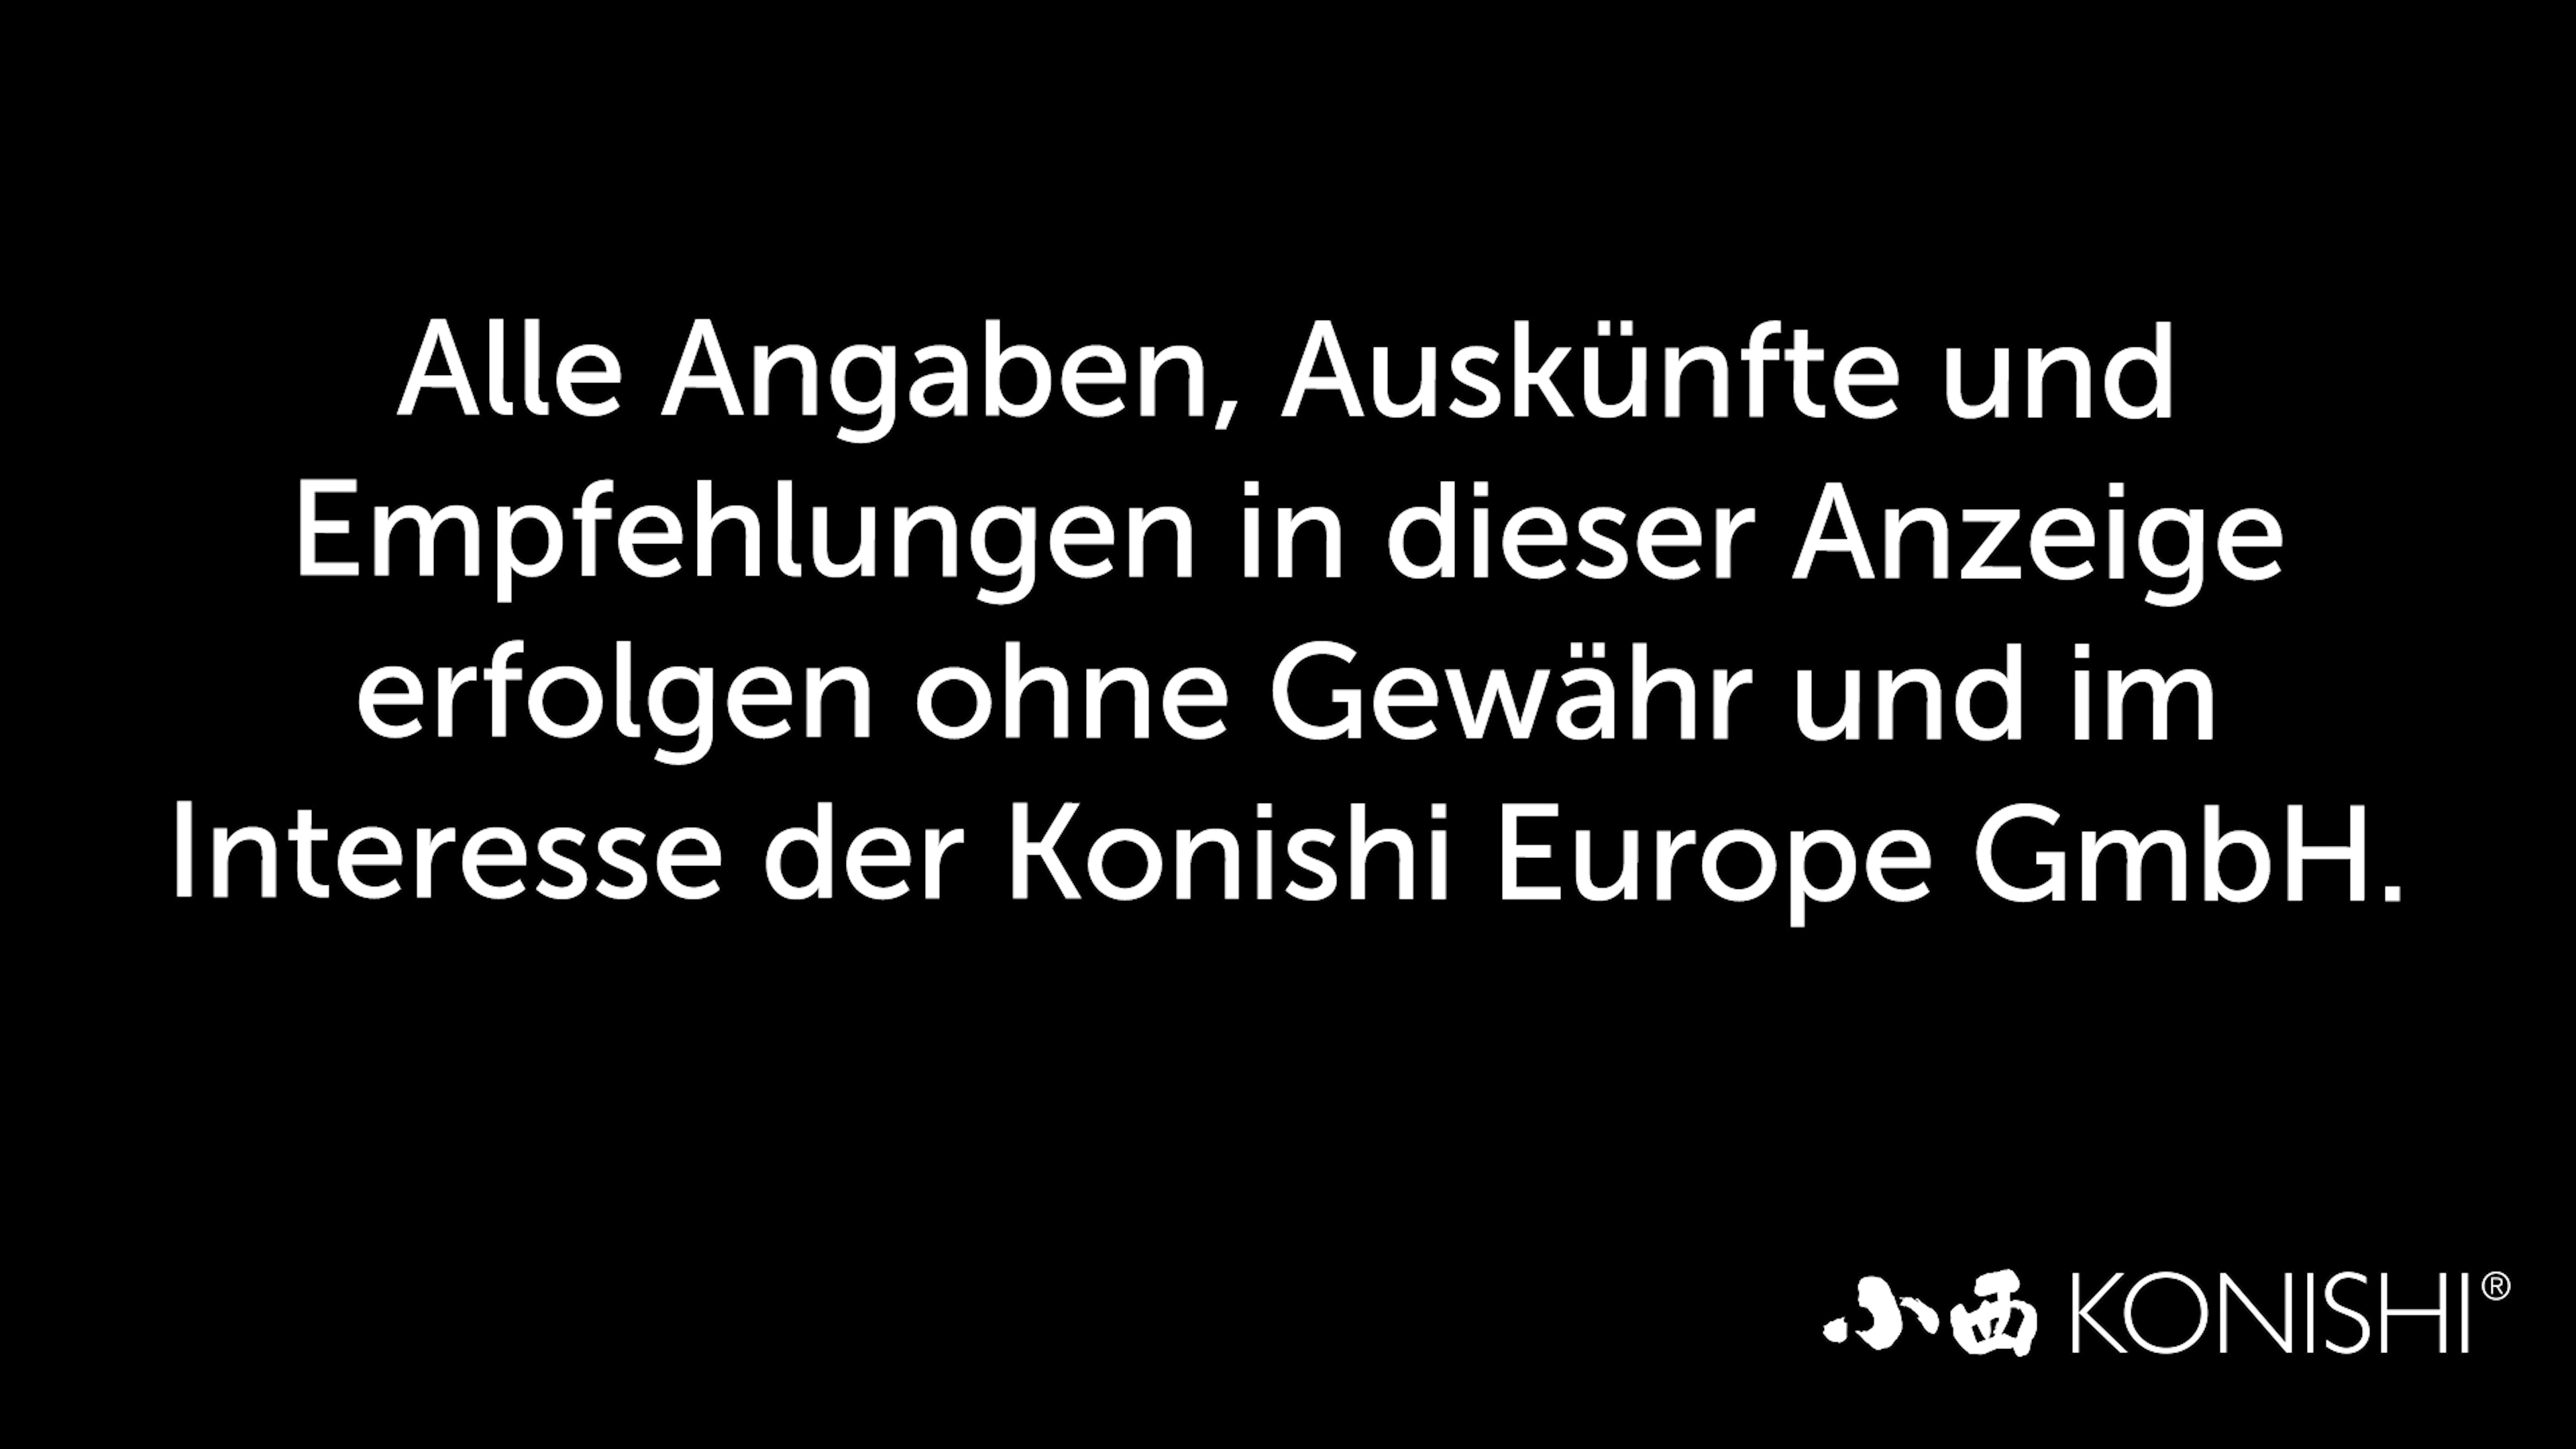 Alle Angaben, Auskünfte und
Empfehlungen in dieser Anzeige
erfolgen ohne Gewähr und im
Interesse der Konishi Europe GmbH.
小西 KONISHI®